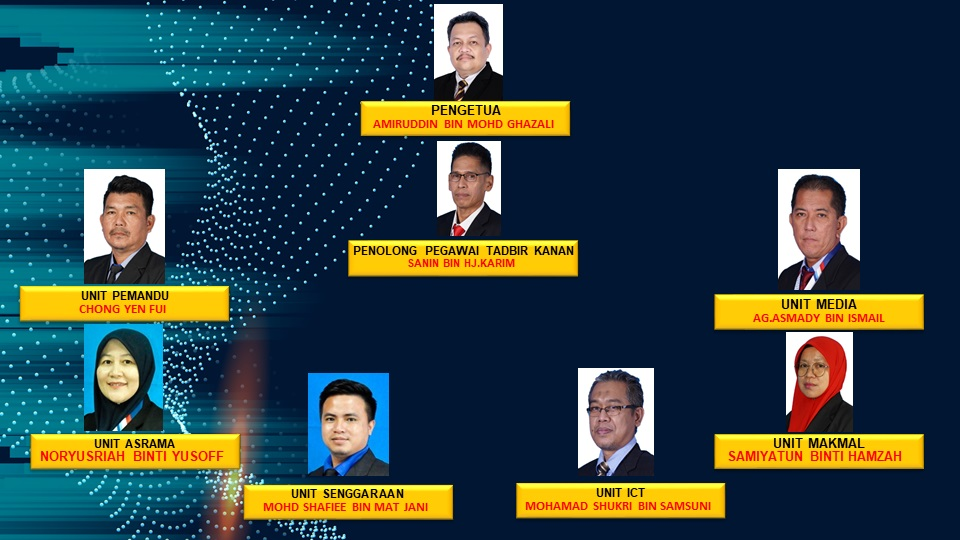 PENGETUA
AMIRUDDIN BIN MOHD GHAZALI
PENOLONG PEGAWAI TADBIR KANAN
SANIN BIN HJ.KARIM
UNIT PEMANDU
CHONG YEN FUI
UNIT MEDIA
AG.ASMADY BIN ISMAIL
UNIT ASRAMA
NORYUSRIAH BINTI YUSOFF
UNIT MAKMAL
SAMIYATUN BINTI HAMZAH
UNIT SENGGARAAN
MOHD SHAFIEE BIN MAT JANI
UNIT ICT
MOHAMAD SHUKRI BIN SAMSUNI